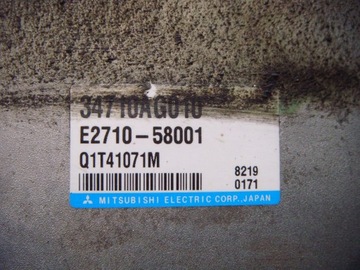 34710AG010
E2710-58001
Q1T41071M
8219
0171
MITSUBISHI ELECTRIC CORP., JAPAN